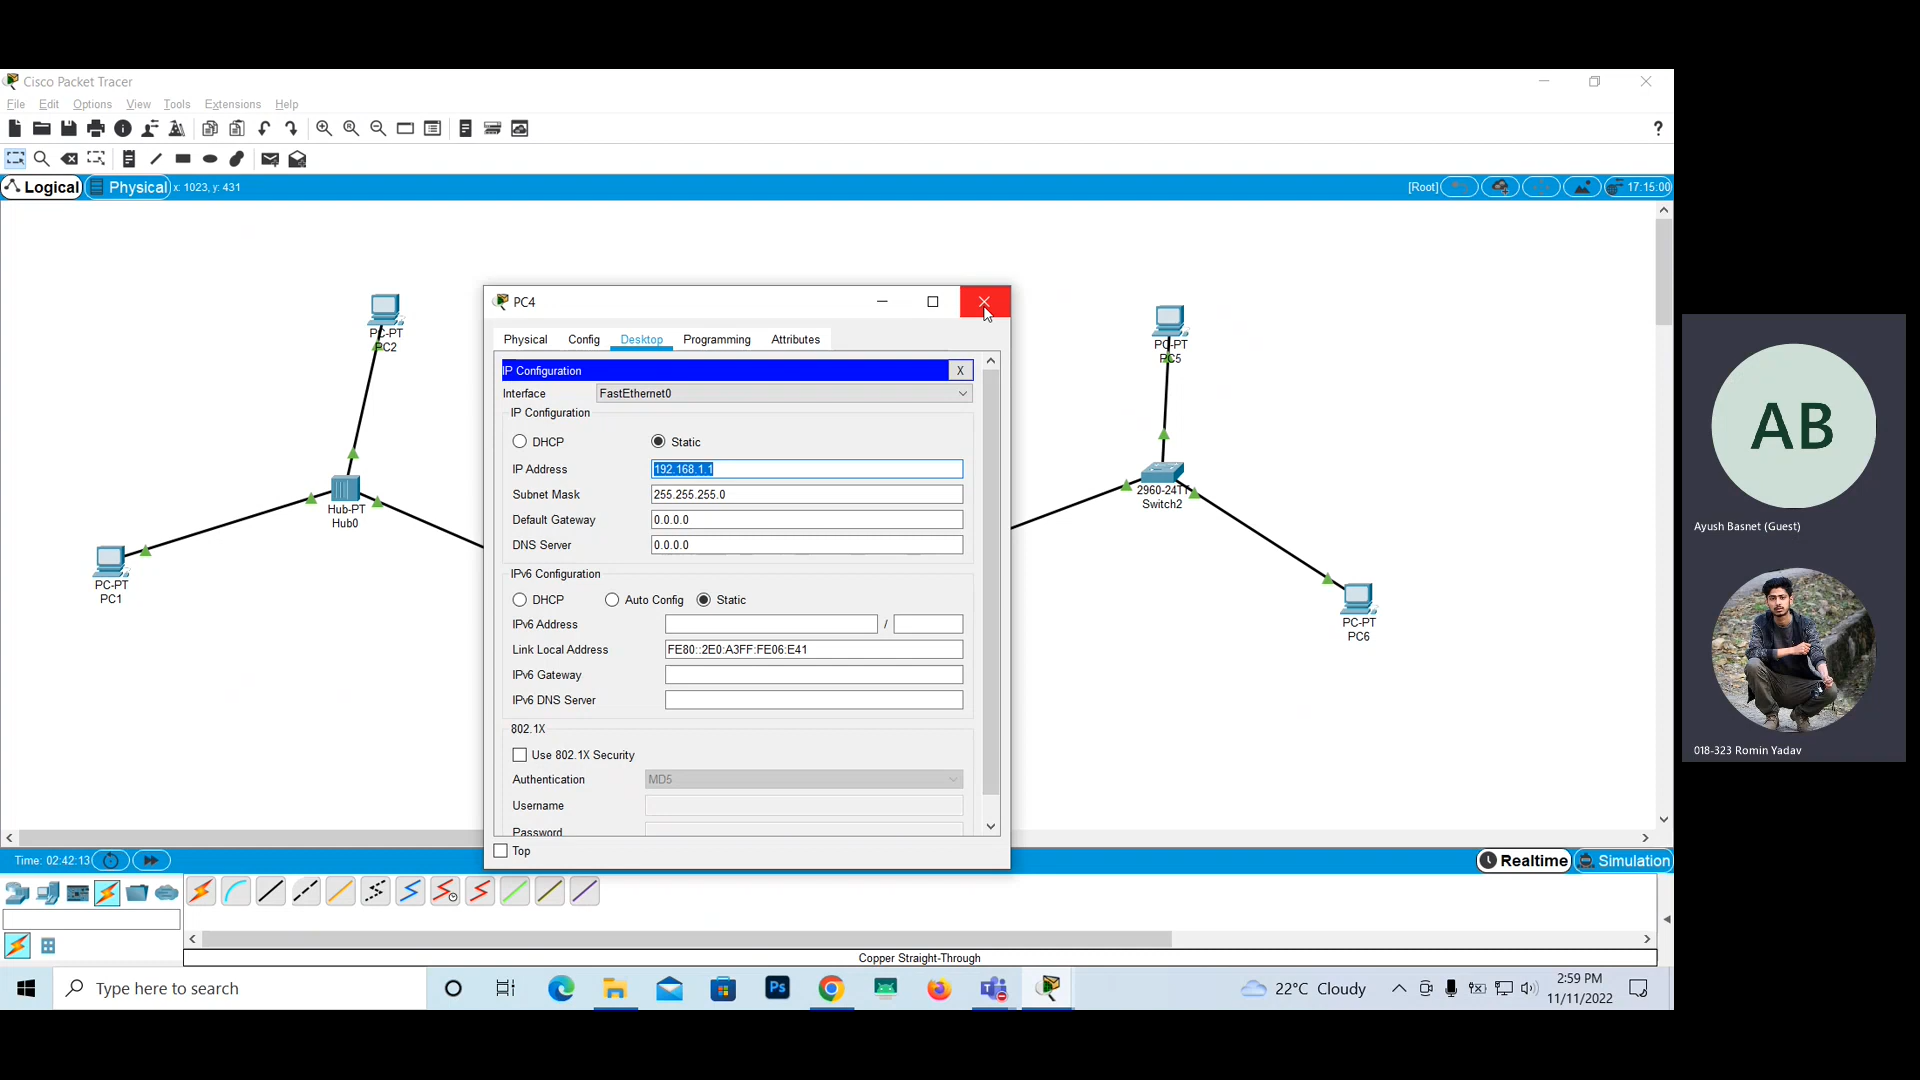 Cisco Packet Tracer
File Edit Options View Tools Extensions Help
?
Logical Physical x: 1023, y: 431 [Root] 17:15:00
PC-PT
PC2
PC-PT
PC5
Hub-PT
Hub0
2960-24TT
Switch2
PC-PT
PC1
PC-PT
PC6
PC4
Physical Config Desktop Programming Attributes
IP Configuration X
Interface FastEthernet0
IP Configuration
DHCP Static
IP Address 192.168.1.1
Subnet Mask 255.255.255.0
Default Gateway 0.0.0.0
DNS Server 0.0.0.0
IPv6 Configuration
DHCP Auto Config Static
IPv6 Address /
Link Local Address FE80::2E0:A3FF:FE06:E41
IPv6 Gateway
IPv6 DNS Server
802.1X
Use 802.1X Security
Authentication MD5
Username
Password
Top
Time: 02:42:13 Realtime Simulation
Copper Straight-Through
Type here to search Ps 22°C Cloudy 2:59 PM
11/11/2022
AB
Ayush Basnet (Guest)
018-323 Romin Yadav